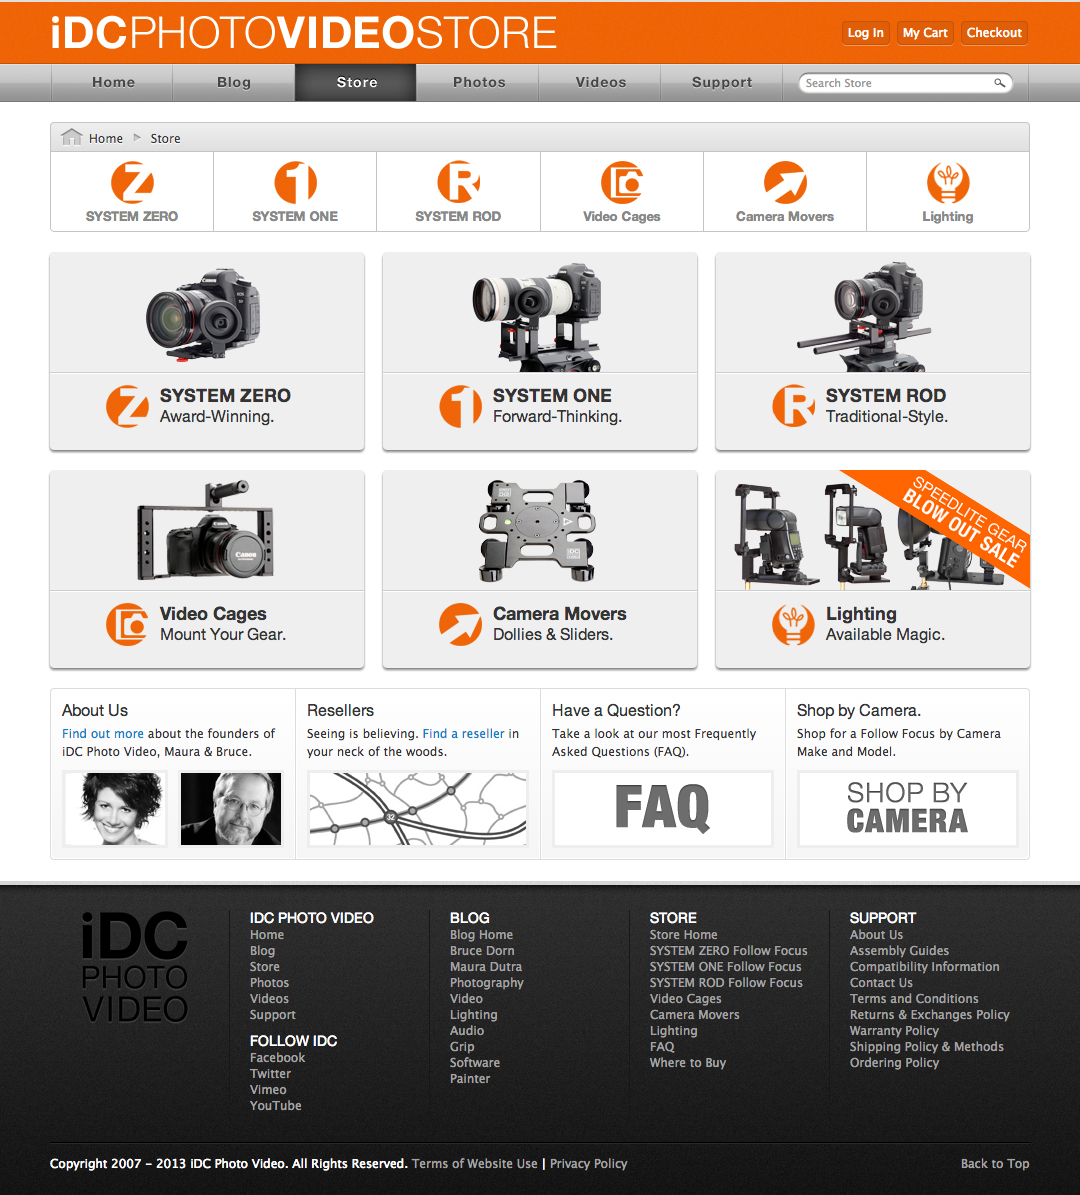 iDCPHOTOVIDEOSTORE
Log In
My Cart
Checkout
Home
Blog
Store
Photos
Videos
Support
Search Store
Home
Store
SYSTEM ZERO
SYSTEM ONE
SYSTEM ROD
Video Cages
Camera Movers
Lighting
SYSTEM ZERO
Award-Winning.
SYSTEM ONE
Forward-Thinking.
SYSTEM ROD
Traditional-Style.
Video Cages
Mount Your Gear.
Camera Movers
Dollies & Sliders.
SPEEDLITE GEAR
BLOW OUT SALE
Lighting
Available Magic.
About Us
Find out more about the founders of
iDC Photo Video, Maura & Bruce.
Resellers
Seeing is believing. Find a reseller in
your neck of the woods.
32
Have a Question?
Take a look at our most Frequently
Asked Questions (FAQ).
FAQ
Shop by Camera.
Shop for a Follow Focus by Camera
Make and Model.
SHOP BY
CAMERA
iDC
PHOTO
VIDEO
IDC PHOTO VIDEO
Home
Blog
Store
Photos
Videos
Support
FOLLOW IDC
Facebook
Twitter
Vimeo
YouTube
BLOG
Blog Home
Bruce Dorn
Maura Dutra
Photography
Video
Lighting
Audio
Grip
Software
Painter
STORE
Store Home
SYSTEM ZERO Follow Focus
SYSTEM ONE Follow Focus
SYSTEM ROD Follow Focus
Video Cages
Camera Movers
Lighting
FAQ
Where to Buy
SUPPORT
About Us
Assembly Guides
Compatibility Information
Contact Us
Terms and Conditions
Returns & Exchanges Policy
Warranty Policy
Shipping Policy & Methods
Ordering Policy
Copyright 2007 - 2013 iDC Photo Video. All Rights Reserved. Terms of Website Use | Privacy Policy
Back to Top